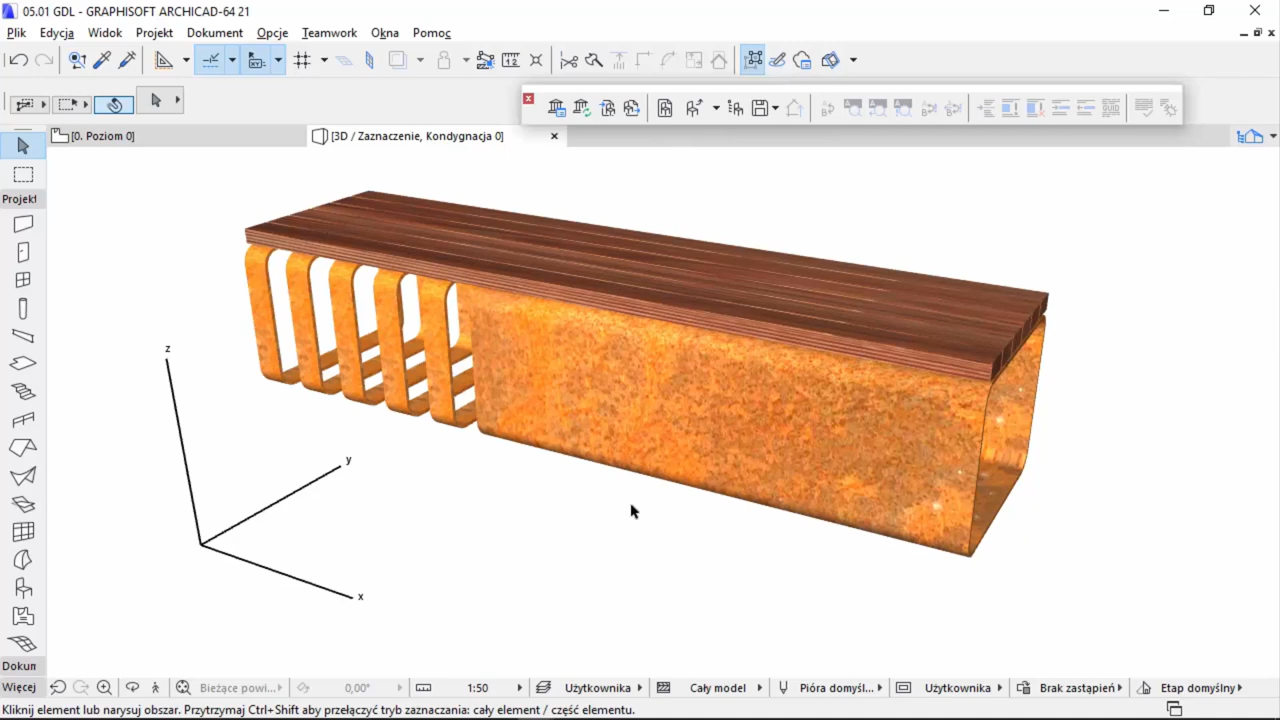 05.01 GDL - GRAPHISOFT ARCHICAD-64 21
Plik Edycja Widok Projekt Dokument Opcje Teamwork Okna Pomoc
[0. Poziom 0] [3D / Zaznaczenie, Kondygnacja 0]
Projekt
z
y
x
Dokum
Więcej
Bieżące powi... 0,00° 1:50 Użytkownika Cały model Pióra domyśl... Użytkownika Brak zastąpień Etap domyślny
Kliknij element lub narysuj obszar. Przytrzymaj Ctrl+Shift aby przełączyć tryb zaznaczania: cały element / część elementu.